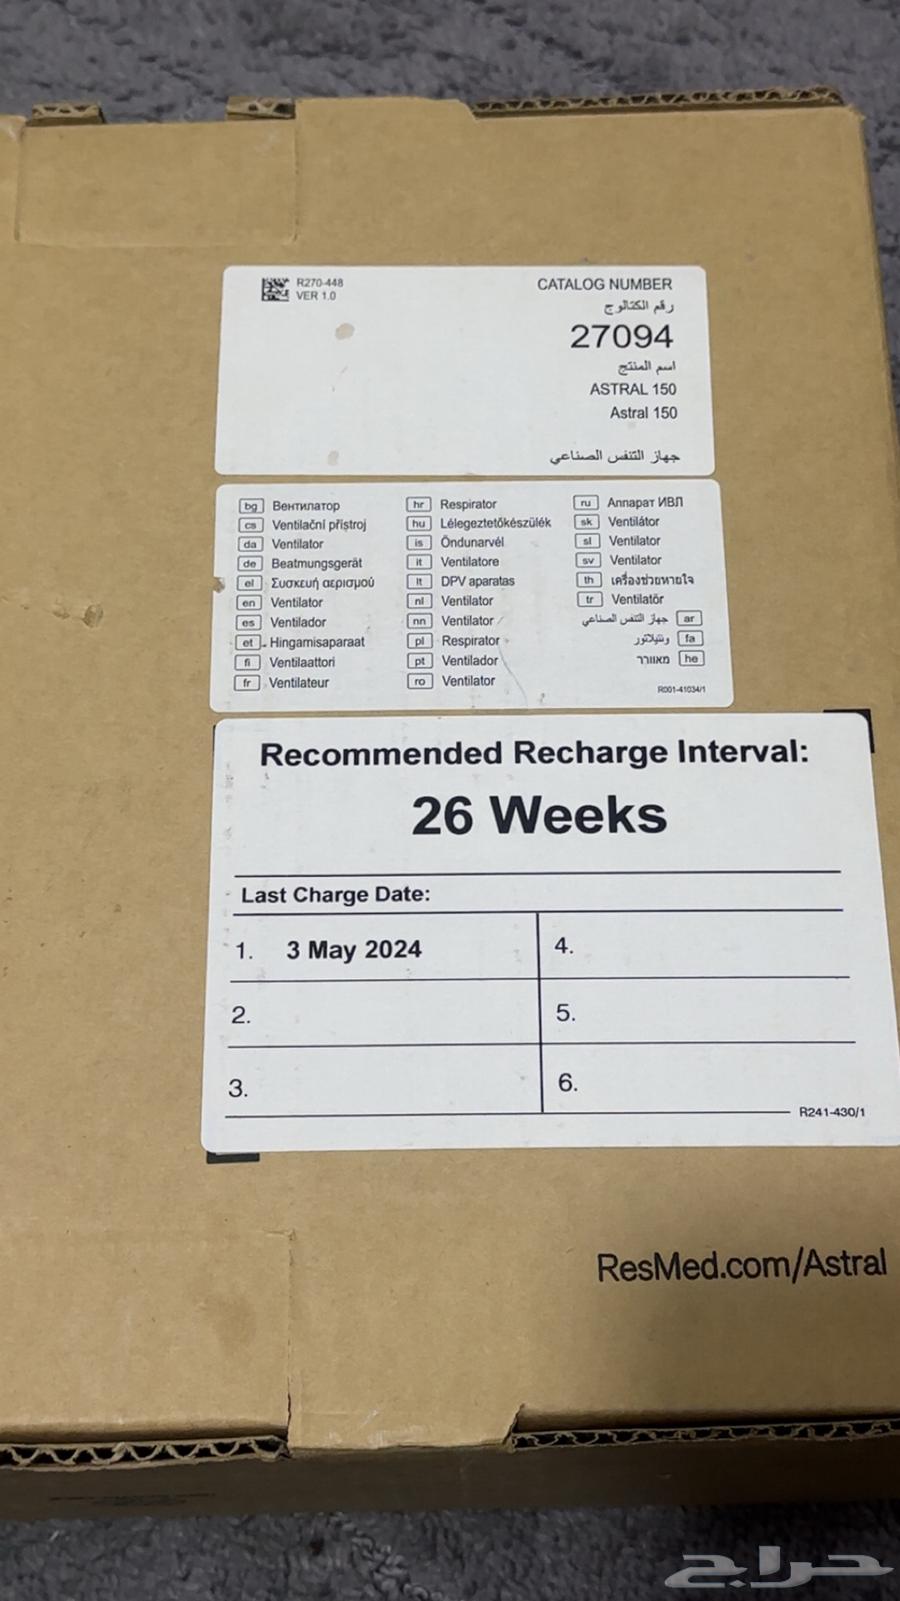 R270-448
VER 1.0
CATALOG NUMBER
رقم الكتالوج
27094
اسم المنتج
ASTRAL 150
Astral 150
جهاز التنفس الصناعي
bg Вентилатор
cs Ventilační přístroj
da Ventilator
de Beatmungsgerät
el Συσκευή αερισμού
en Ventilator
es Ventilador
et Hingamisaparaat
fi Ventilaattori
fr Ventilateur
hr Respirator
hu Lélegeztetőkészülék
is Öndunarvél
it Ventilatore
lt DPV aparatas
nl Ventilator
nn Ventilator
pl Respirator
pt Ventilador
ro Ventilator
ru Аппарат ИВЛ
sk Ventilátor
sl Ventilator
sv Ventilator
th เครื่องช่วยหายใจ
tr Ventilatör
ar جهاز التنفس الصناعي
fa ونتیلاتور
he מאוורר
R001-41034/1
Recommended Recharge Interval:
26 Weeks
Last Charge Date:
1. 3 May 2024
2.
3.
4.
5.
6.
R241-430/1
ResMed.com/Astral
حراج